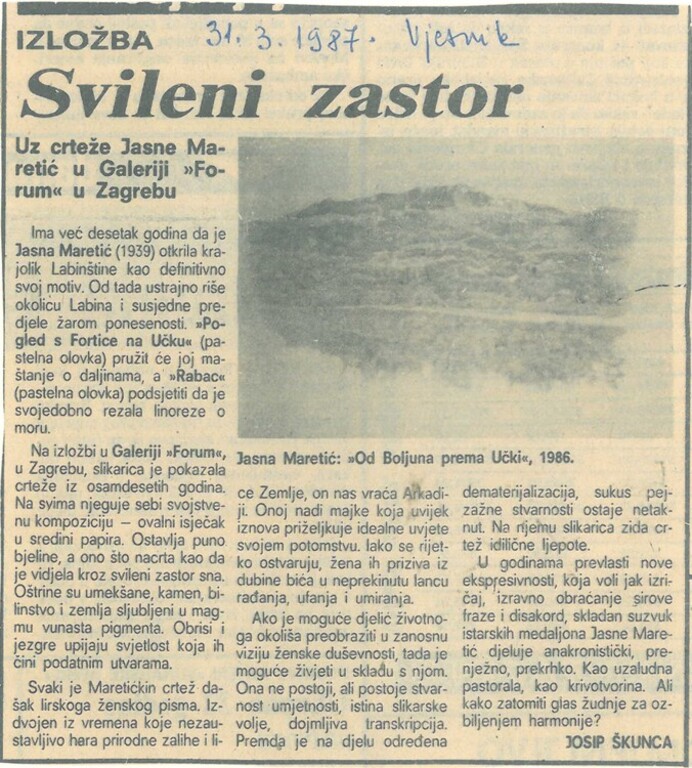 IZLOŽBA
31. 3. 1987. Vjesnik
Svileni zastor
Uz crteže Jasne Ma-
retić u Galeriji »Fo-
rum« u Zagrebu
Ima već desetak godina da je
Jasna Maretić (1939) otkrila kra-
jolik Labinštine kao definitivno
svoj motiv. Od tada ustrajno riše
okolicu Labina i susjedne pre-
djele žarom ponesenosti. »Po-
gled s Fortice na Učku« (pa-
stelna olovka) pružit će joj ma-
štanje o daljinama, a »Rabac«
(pastelna olovka) podsjetiti da je
svojedobno rezala linoreze o
moru.
Na izložbi u Galeriji »Forum«,
u Zagrebu, slikarica je pokazala
crteže iz osamdesetih godina.
Na svima njeguje sebi svojstve-
nu kompoziciju – ovalni isječak
u sredini papira. Ostavlja puno
bjeline, a ono što nacrta kao da
je vidjela kroz svileni zastor sna.
Oštrine su umekšane, kamen, bi-
linstvo i zemlja sljubljeni u mag-
mu vunasta pigmenta. Obrisi i
jezgre upijaju svjetlost koja ih
čini podatnim utvarama.
Svaki je Maretićkin crtež da-
šak lirskoga ženskog pisma. Iz-
dvojen iz vremena koje nezau-
stavljivo hara prirodne zalihe i li-
Jasna Maretić: »Od Boljuna prema Učki«, 1986.
ce Zemlje, on nas vraća Arkadi-
ji. Onoj nadi majke koja uvijek
iznova priželjkuje idealne uvjete
svojem potomstvu. Iako se rijet-
ko ostvaruju, žena ih priziva iz
dubine bića u neprekinutu lancu
rađanja, ufanja i umiranja.
Ako je moguće djelić životno-
ga okoliša preobraziti u zanosnu
viziju ženske duševnosti, tada je
moguće živjeti u skladu s njom.
Ona ne postoji, ali postoje stvar-
nost umjetnosti, istina slikarske
volje, dojmljiva transkripcija.
Premda je na djelu određena
dematerijalizacija, sukus pej-
zažne stvarnosti ostaje netak-
nut. Na njemu slikarica zida cr-
tež idilične ljepote.
U godinama prevlasti nove
ekspresivnosti, koja voli jak izri-
čaj, izravno obraćanje sirove
fraze i disakord, skladan suzvuk
istarskih medaljona Jasne Mare-
tić djeluje anakronistički, pre-
nježno, prekrhko. Kao uzaludna
pastorala, kao krivotvorina. Ali
kako zatomiti glas žudnje za oz-
biljenjem harmonije?
JOSIP ŠKUNCA